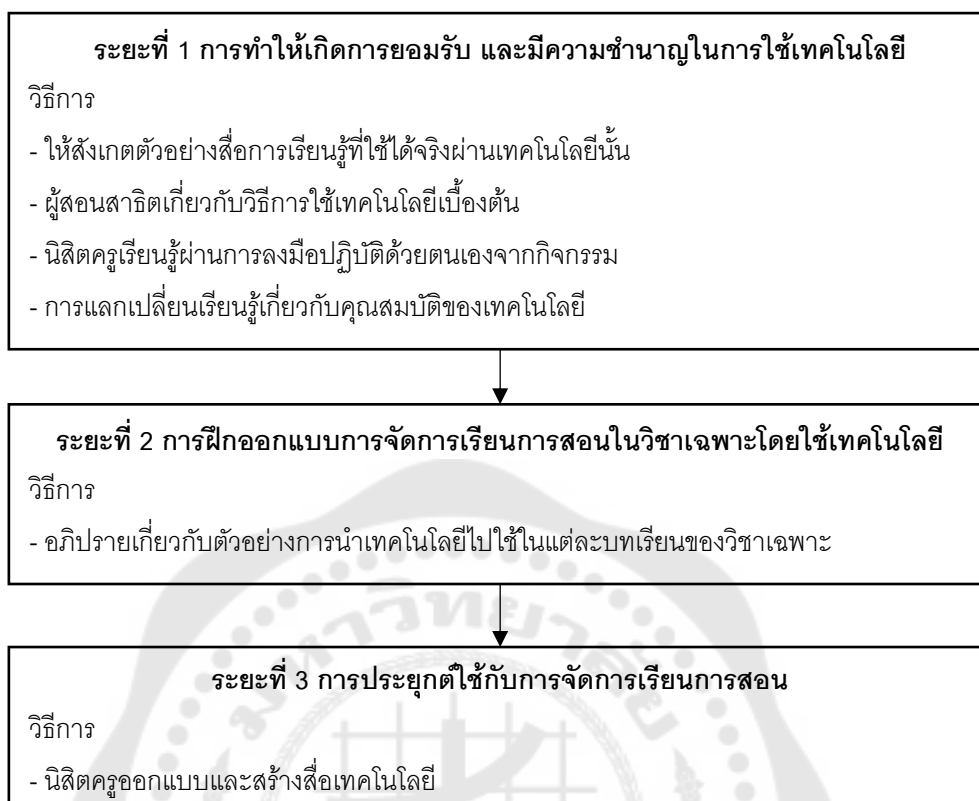 ระยะที่ 1 การทำให้เกิดการยอมรับ และมีความชำนาญในการใช้เทคโนโลยี
วิธีการ
- ให้สังเกตตัวอย่างสื่อการเรียนรู้ที่ใช้ได้จริงผ่านเทคโนโลยีนั้น
- ผู้สอนสาธิตเกี่ยวกับวิธีการใช้เทคโนโลยีเบื้องต้น
- นิสิตครูเรียนรู้ผ่านการลงมือปฏิบัติด้วยตนเองจากกิจกรรม
- การแลกเปลี่ยนเรียนรู้เกี่ยวกับคุณสมบัติของเทคโนโลยี
ระยะที่ 2 การฝึกออกแบบการจัดการเรียนการสอนในวิชาเฉพาะโดยใช้เทคโนโลยี
วิธีการ
- อภิปรายเกี่ยวกับตัวอย่างการนำเทคโนโลยีไปใช้ในแต่ละบทเรียนของวิชาเฉพาะ
มหาวิทยาลัย
ระยะที่ 3 การประยุกต์ใช้กับการจัดการเรียนการสอน
วิธีการ
- นิสิตครูออกแบบและสร้างสื่อเทคโนโลยี